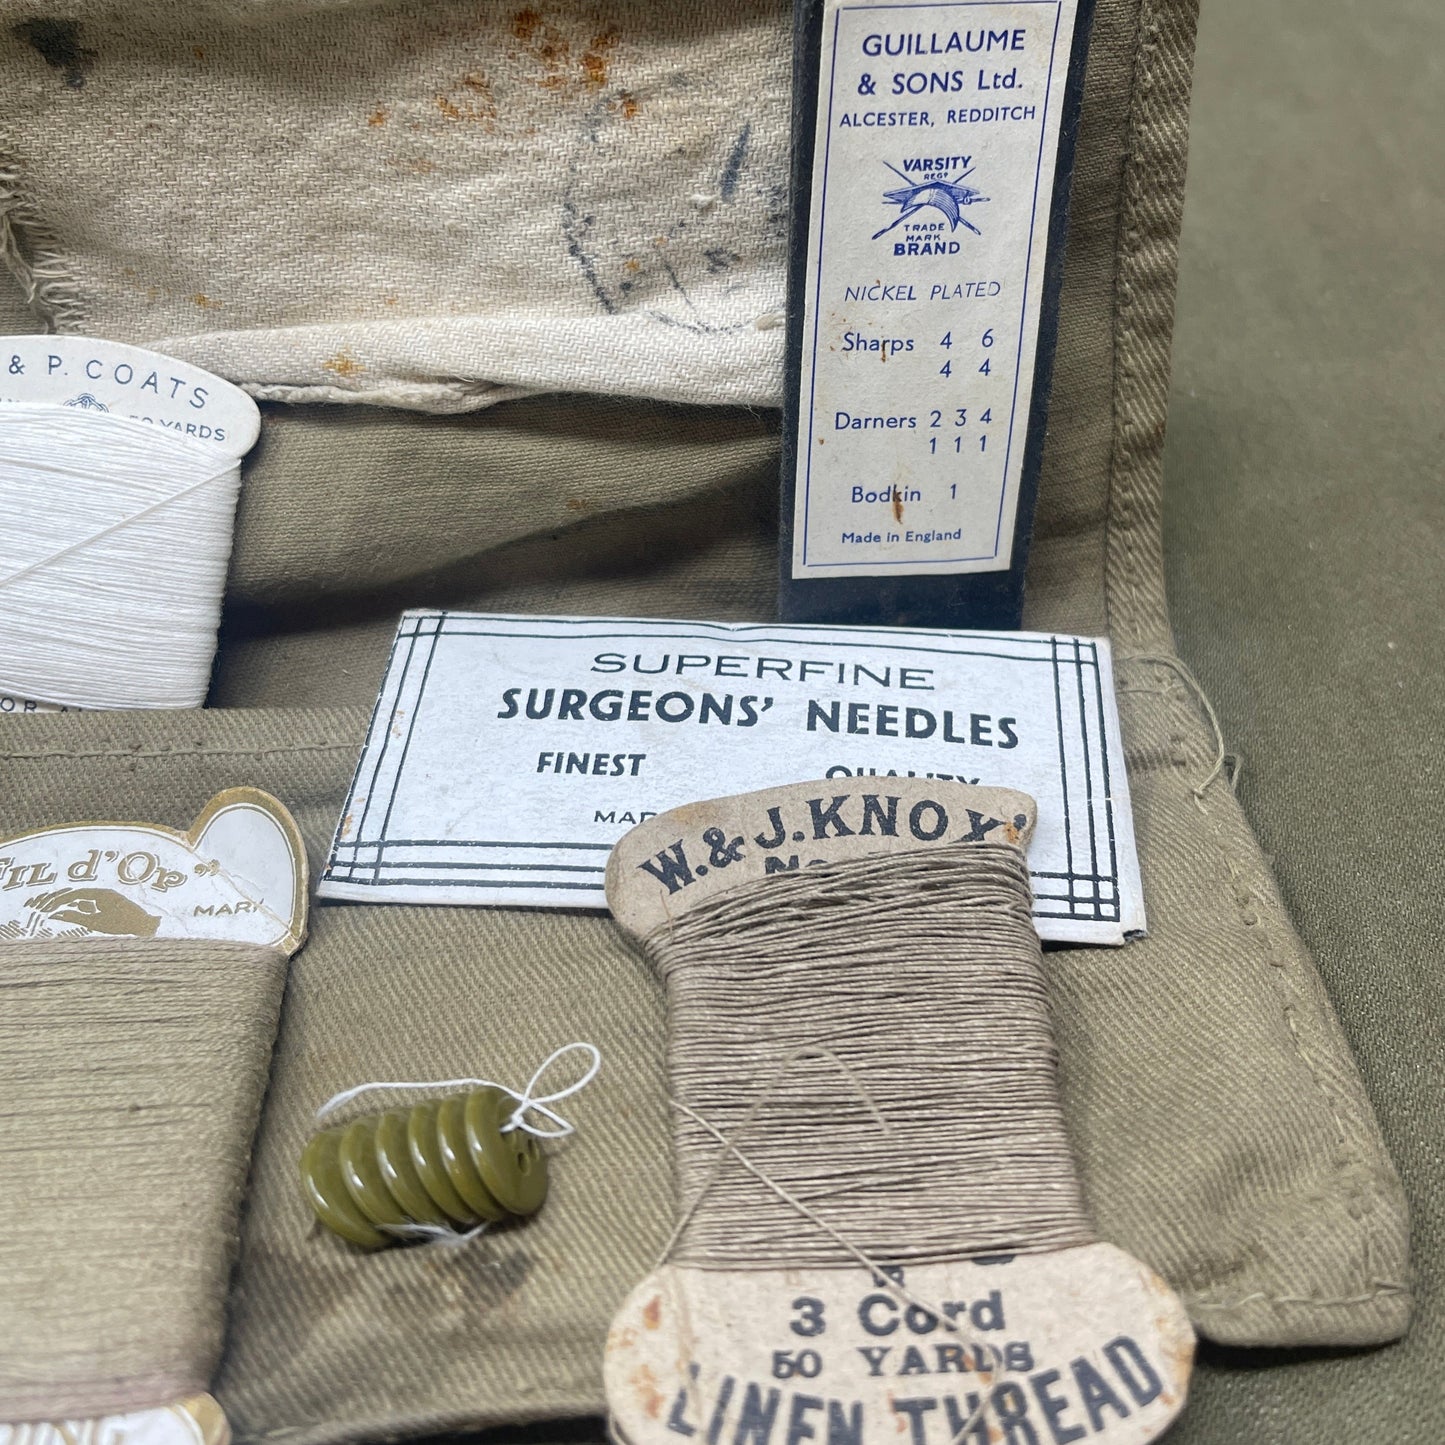 GUILLAUME
& SONS Ltd.
ALCESTER, REDDITCH
VARSITY
REGD
TRADE
MARK
BRAND
NICKEL PLATED
Sharps 4 6
4 4
Darners 2 3 4
1 1 1
Bodkin 1
Made in England
& P. COATS
YARDS
SUPERFINE
SURGEONS' NEEDLES
FINEST QUALITY
W. & J. KNOX'
FIL d'Or"
MARK
3 Cord
50 YARDS
LINEN THREAD